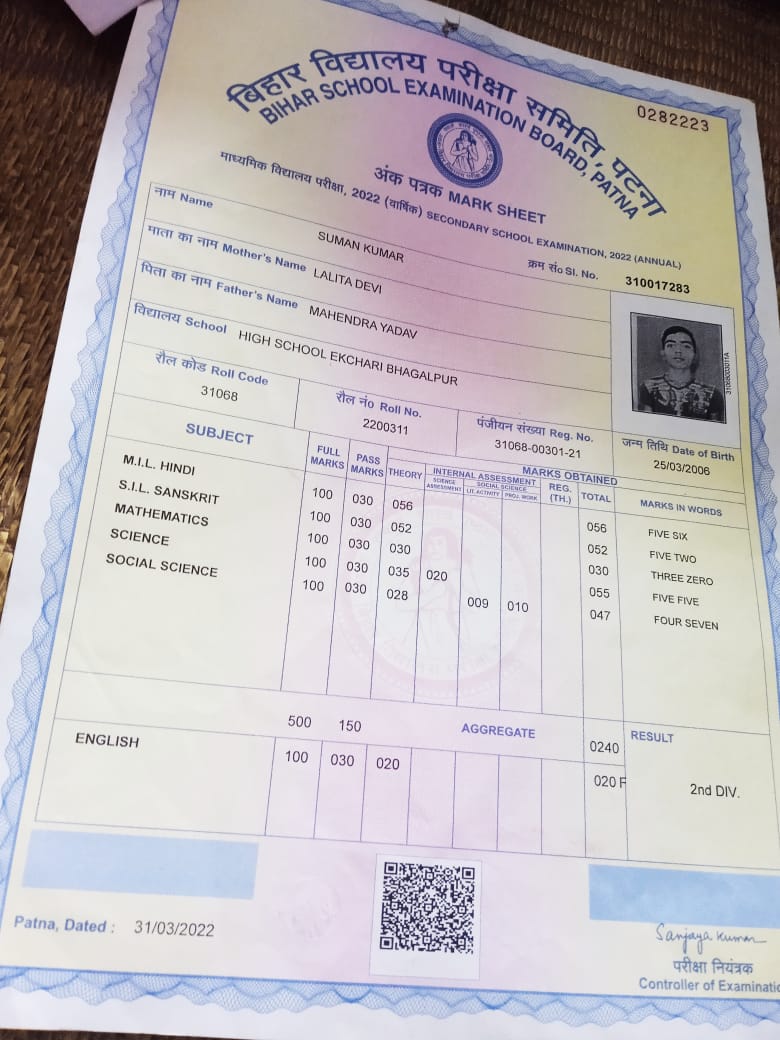 0282223
बिहार विद्यालय परीक्षा समिति, पटना
BIHAR SCHOOL EXAMINATION BOARD, PATNA
अंक पत्रक MARK SHEET
माध्यमिक विद्यालय परीक्षा, 2022 (वार्षिक) SECONDARY SCHOOL EXAMINATION, 2022 (ANNUAL)
क्रम सं० Sl. No. 310017283
नाम Name SUMAN KUMAR
माता का नाम Mother's Name LALITA DEVI
पिता का नाम Father's Name MAHENDRA YADAV
विद्यालय School HIGH SCHOOL EKCHARI BHAGALPUR
रौल कोड Roll Code रौल नं० Roll No. पंजीयन संख्या Reg. No. जन्म तिथि Date of Birth
31068 2200311 31068-00301-21 25/03/2006
SUBJECT FULL MARKS PASS MARKS MARKS OBTAINED
THEORY INTERNAL ASSESSMENT REG. (TH.) TOTAL MARKS IN WORDS
SCIENCE ASSESSMENT SOCIAL SCIENCE
LIT. ACTIVITY PROJ. WORK
M.I.L. HINDI 100 030 056 056 FIVE SIX
S.I.L. SANSKRIT 100 030 052 052 FIVE TWO
MATHEMATICS 100 030 030 030 THREE ZERO
SCIENCE 100 030 035 020 055 FIVE FIVE
SOCIAL SCIENCE 100 030 028 009 010 047 FOUR SEVEN
500 150 AGGREGATE 0240 RESULT
ENGLISH 100 030 020 020 F 2nd DIV.
Patna, Dated : 31/03/2022
Sanjaya Kumar
परीक्षा नियंत्रक
Controller of Examinatio